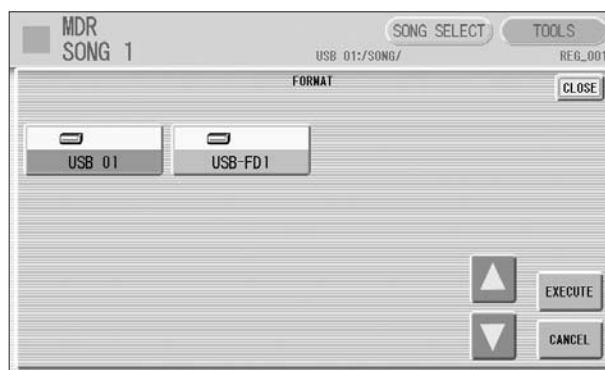 MDR
SONG 1
SONG SELECT
TOOLS
USB 01:/SONG/
REG_001
FORMAT
CLOSE
USB 01
USB-FD1
EXECUTE
CANCEL